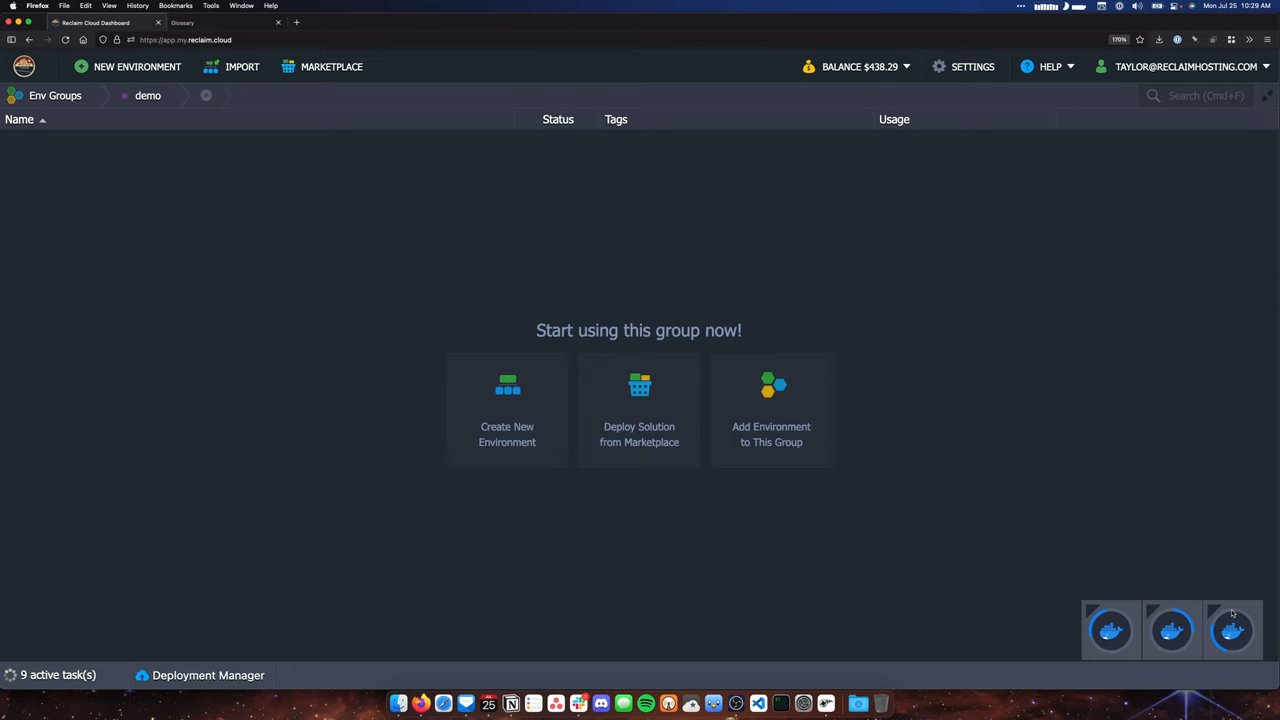 Firefox File Edit View History Bookmarks Tools Window Help
Mon Jul 25 10:29 AM
Reclaim Cloud Dashboard
Glossary
https://app.my.reclaim.cloud
170%
NEW ENVIRONMENT
IMPORT
MARKETPLACE
BALANCE $438.29
SETTINGS
HELP
TAYLOR@RECLAIMHOSTING.COM
Env Groups
demo
Search (Cmd+F)
Name
Status
Tags
Usage
Start using this group now!
Create New
Environment
Deploy Solution
from Marketplace
Add Environment
to This Group
9 active task(s)
Deployment Manager
25